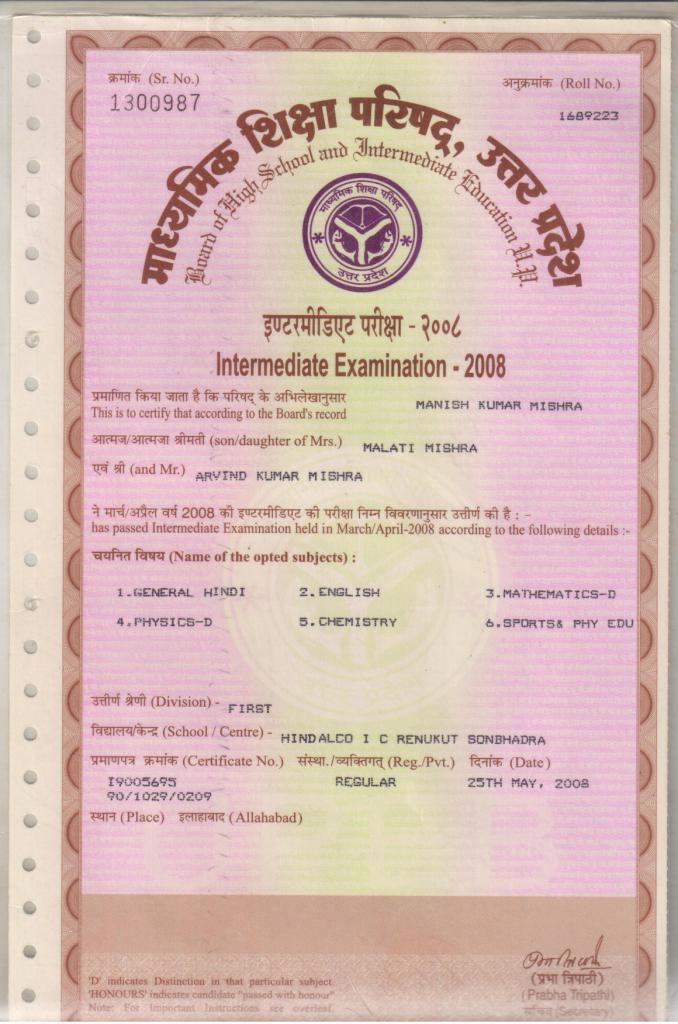 क्रमांक (Sr. No.)
1300987
अनुक्रमांक (Roll No.)
1689223
माध्यमिक शिक्षा परिषद्, उत्तर प्रदेश
Board of High School and Intermediate Education U.P.
माध्यमिक शिक्षा परिषद
उत्तर प्रदेश
इण्टरमीडिएट परीक्षा - २००८
Intermediate Examination - 2008
प्रमाणित किया जाता है कि परिषद के अभिलेखानुसार
This is to certify that according to the Board's record MANISH KUMAR MISHRA
आत्मज/आत्मजा श्रीमती (son/daughter of Mrs.) MALATI MISHRA
एवं श्री (and Mr.) ARVIND KUMAR MISHRA
ने मार्च/अप्रैल वर्ष 2008 की इण्टरमीडिएट की परीक्षा निम्न विवरणानुसार उत्तीर्ण की है : -
has passed Intermediate Examination held in March/April-2008 according to the following details :-
चयनित विषय (Name of the opted subjects) :
1.GENERAL HINDI 2.ENGLISH 3.MATHEMATICS-D
4.PHYSICS-D 5.CHEMISTRY 6.SPORTS& PHY EDU
उत्तीर्ण श्रेणी (Division) - FIRST
विद्यालय/केन्द्र (School / Centre) - HINDALCO I C RENUKUT SONBHADRA
प्रमाणपत्र क्रमांक (Certificate No.) संस्था./व्यक्तिगत् (Reg./Pvt.) दिनांक (Date)
I9005695 REGULAR 25TH MAY, 2008
90/1029/0209
स्थान (Place) इलाहाबाद (Allahabad)
'D' indicates Distinction in that particular subject
'HONOURS' indicates candidate "passed with honour"
Note: For Important Instructions see overleaf
(प्रभा त्रिपाठी)
(Prabha Tripathi)
सचिव (Secretary)